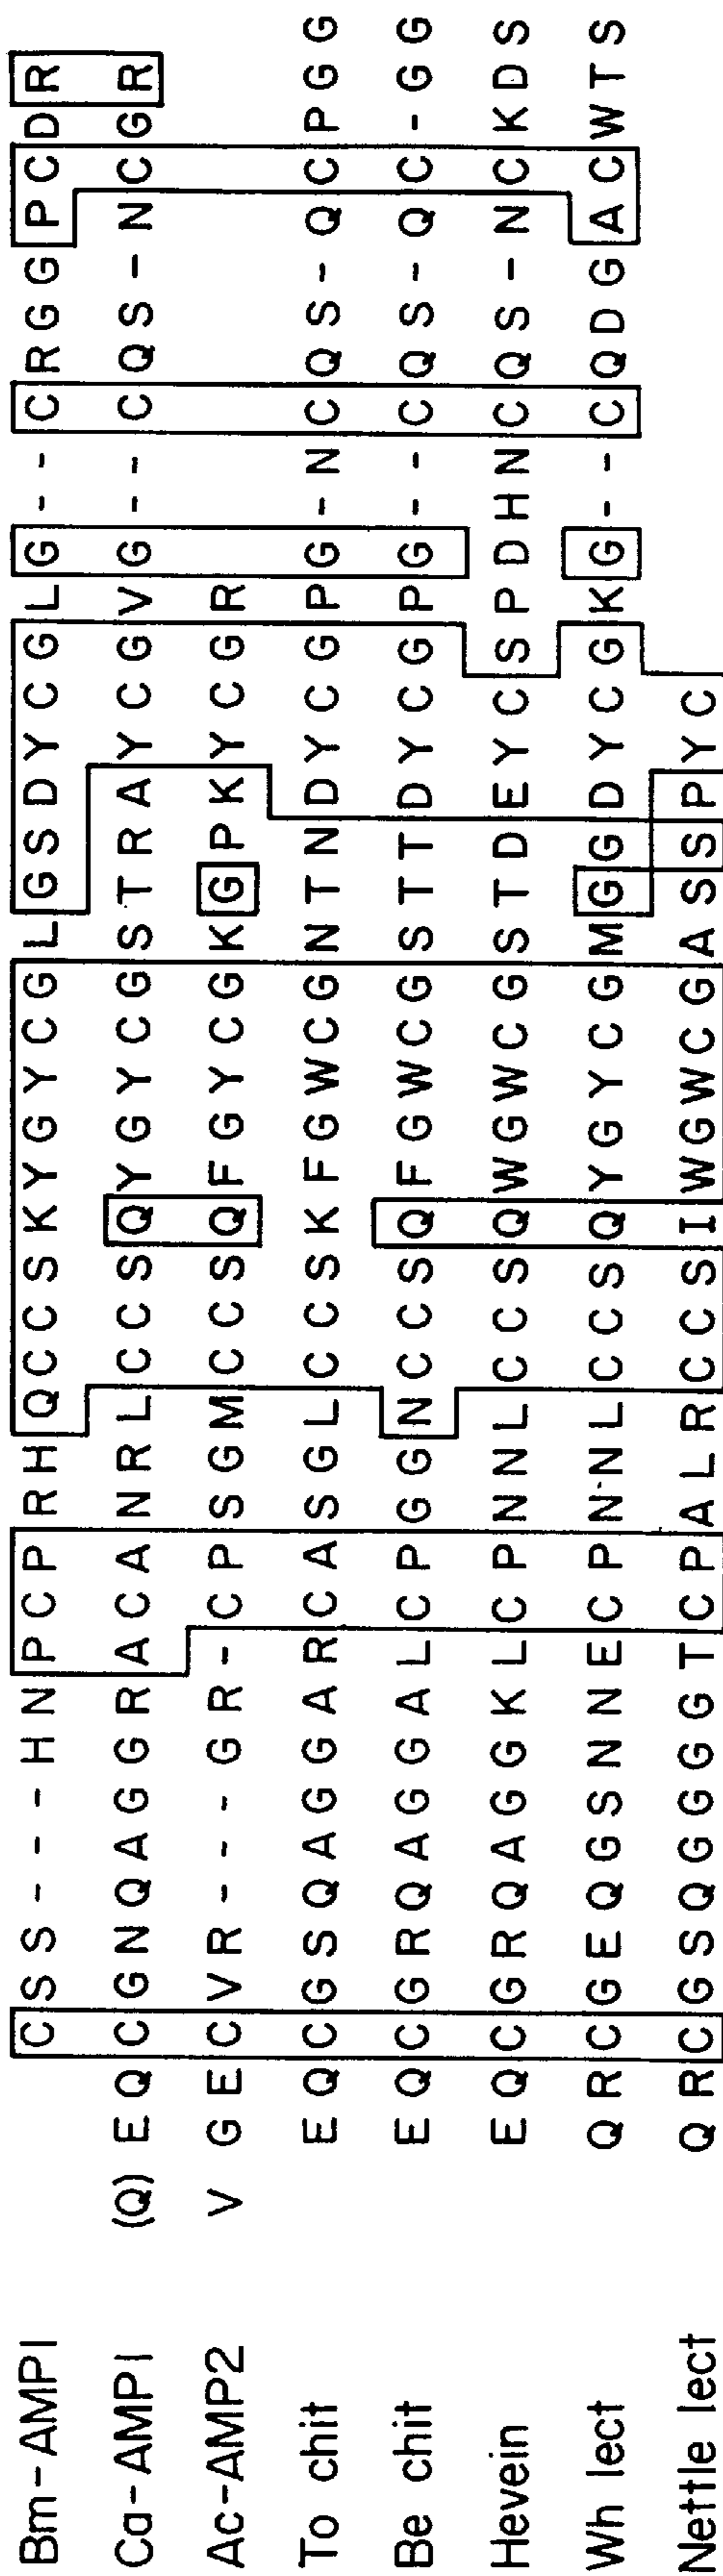 Bm-AMP1 C S S - - - H N P C P R H Q C C S K Y G Y C G L G S D Y C G L G - - C R G G P C D R
Ca-AMP1 (Q) E Q C G N Q A G G R A C A N R L C C S Q Y G Y C G S T R A Y C G V G - - C Q S - N C G R
Ac-AMP2 V G E C V R - - - G R - C P S G M C C S Q F G Y C G K G P K Y C G R
To chit E Q C G S Q A G G A R C A S G L C C S K F G W C G N T N D Y C G P G - N C Q S - Q C P G G
Be chit E Q C G R Q A G G A L C P G G N C C S Q F G W C G S T T D Y C G P G - - C Q S - Q C - G G
Hevein E Q C G R Q A G G K L C P N N L C C S Q W G W C G S T D E Y C S P D H N C Q S - N C K D S
Wh lect Q R C G E Q G S N N E C P N N L C C S Q Y G Y C G M G G D Y C G K G - - C Q D G A C W T S
Nettle lect Q R C G S Q G G G G T C P A L R C C S I W G W C G A S S P Y C